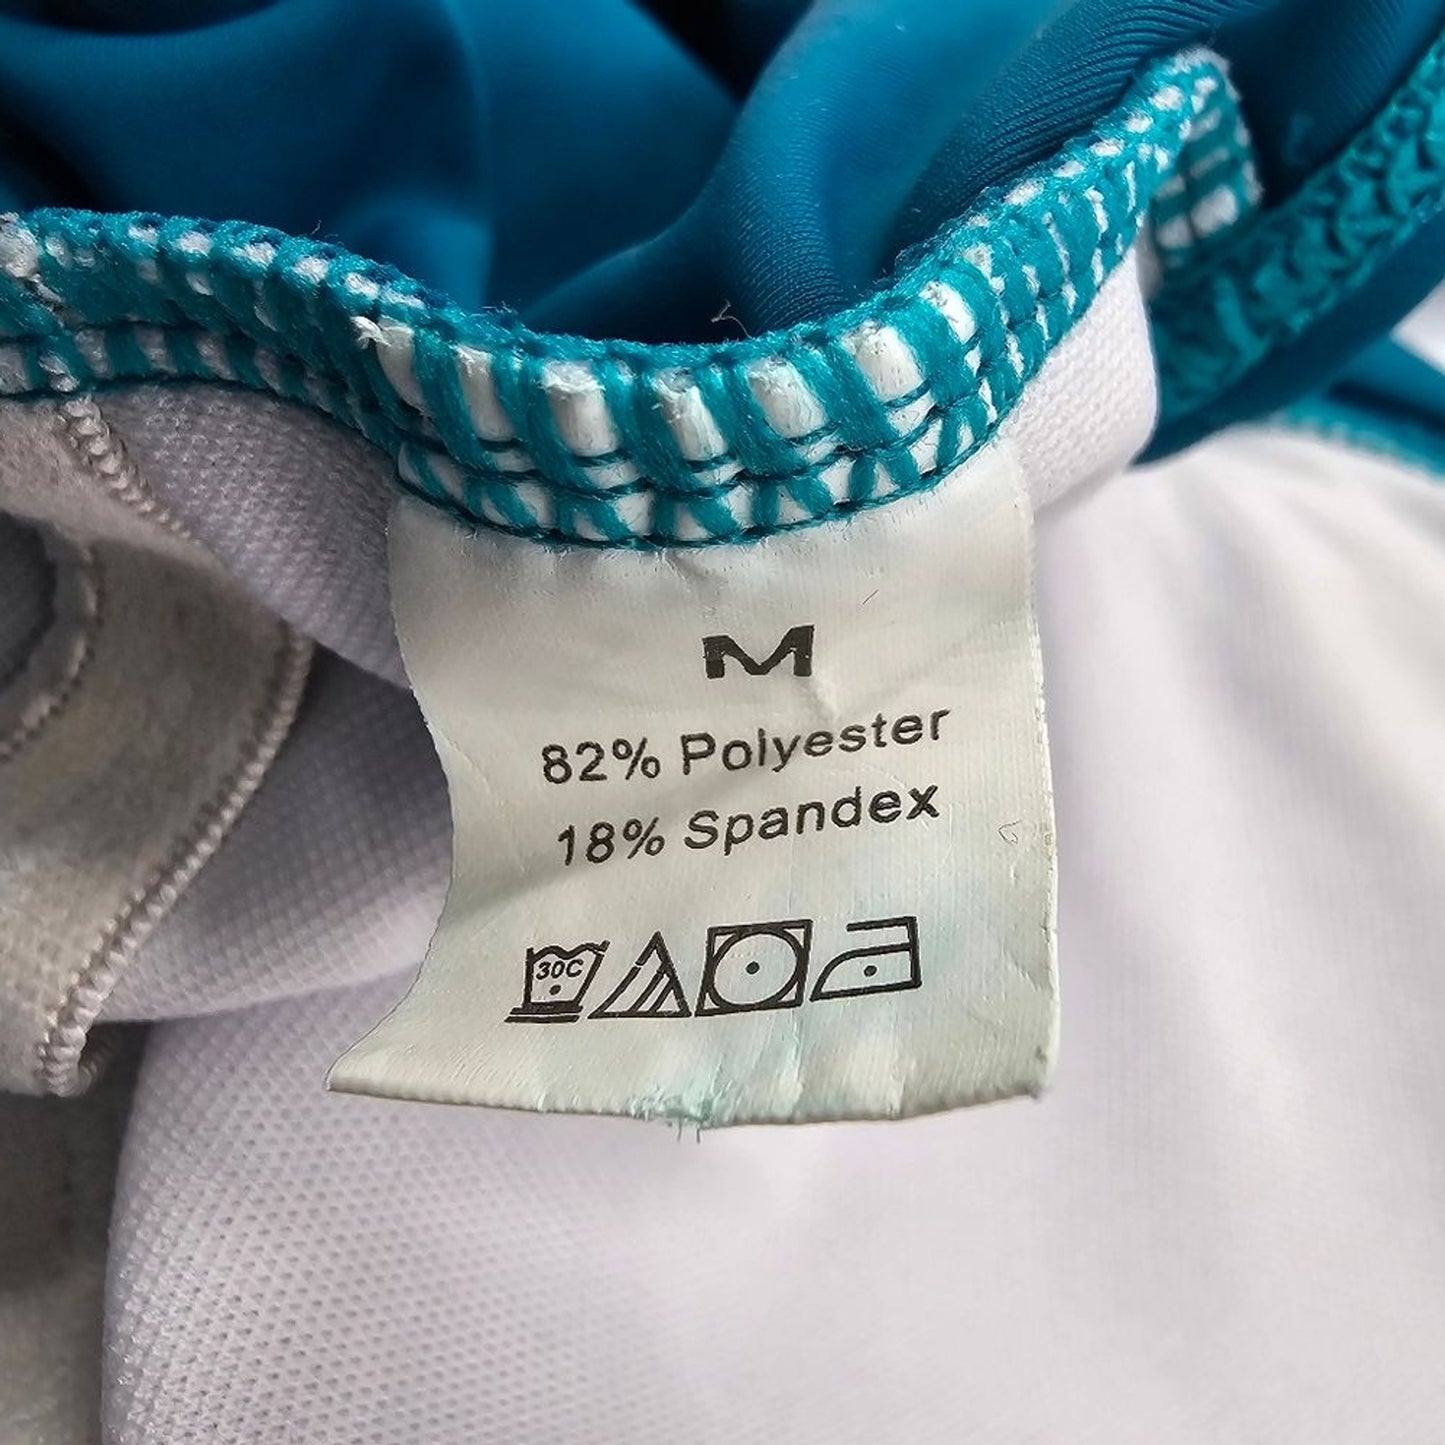 M
82% Polyester
18% Spandex
30C